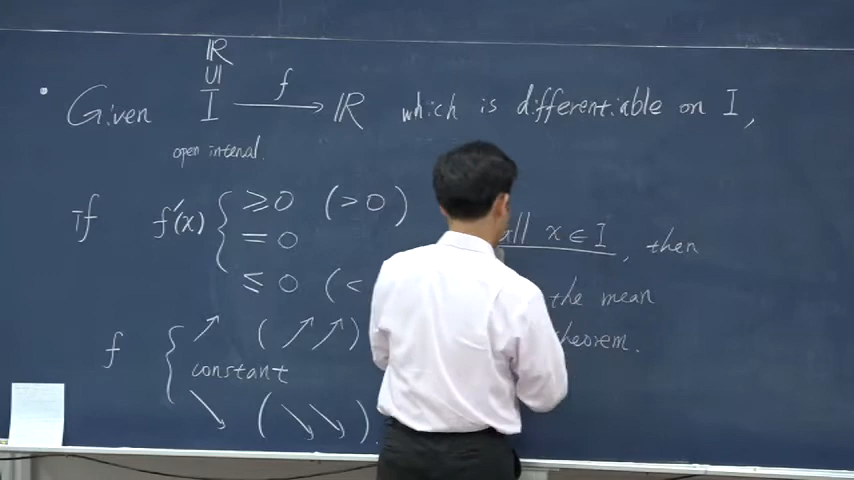 ℝ
∪|
• Given I —f→ ℝ which is differentiable on I,
open interval.
If f'(x) { ≥ 0 (> 0) all x ∈ I, then
= 0
≤ 0 (< the mean
f { ↗ (↗↗) theorem.
constant
↘ (↘↘)